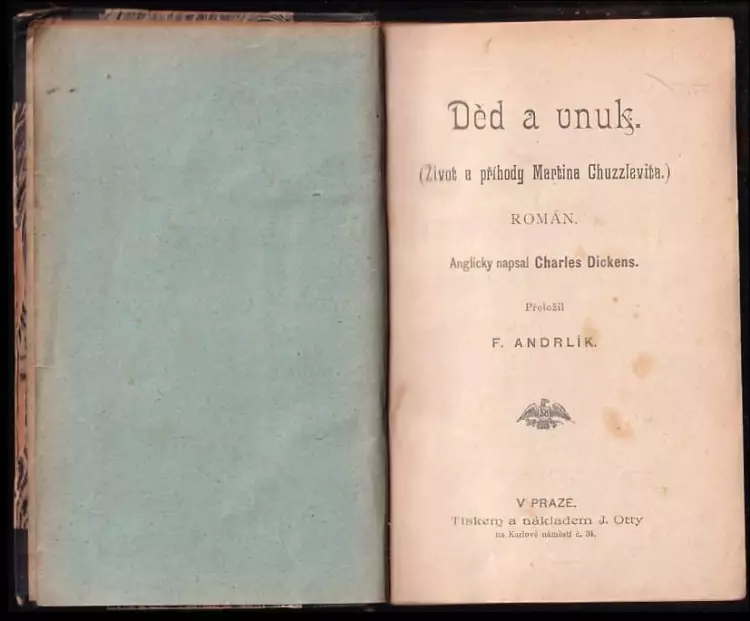 Děd a vnuk.
(Život a příhody Martina Chuzzlevita.)
ROMÁN.
Anglicky napsal Charles Dickens.
Přeložil
F. ANDRLÍK.
V PRAZE.
Tiskem a nákladem J. Otty
na Karlově náměstí č. 34.